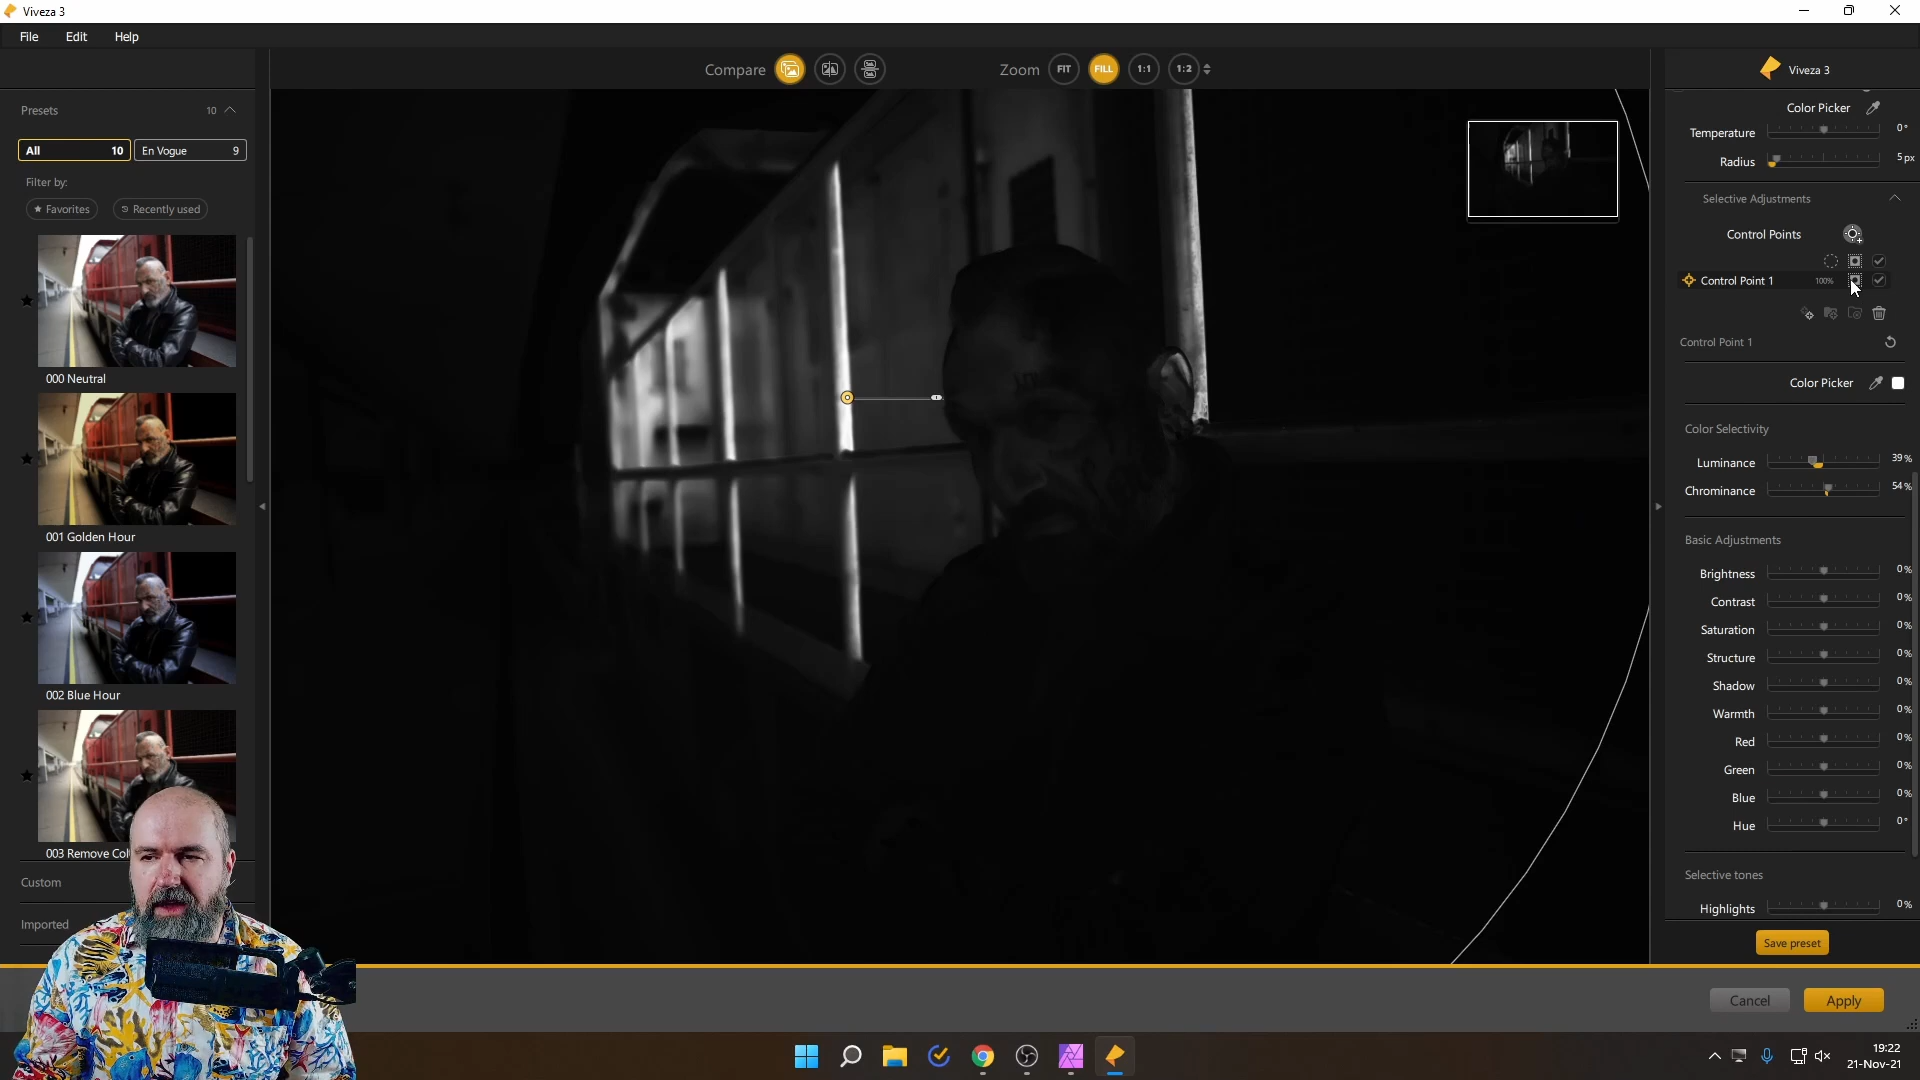 Viveza 3
File Edit Help
Compare
Zoom FIT FILL 1:1 1:2
Viveza 3
Presets 10
All 10 En Vogue 9
Filter by:
Favorites Recently used
000 Neutral
001 Golden Hour
002 Blue Hour
003 Remove Col
Custom
Imported
Color Picker
Temperature 0°
Radius 5 px
Selective Adjustments
Control Points
Control Point 1 100%
Control Point 1
Color Picker
Color Selectivity
Luminance 39 %
Chrominance 54 %
Basic Adjustments
Brightness 0 %
Contrast 0 %
Saturation 0 %
Structure 0 %
Shadow 0 %
Warmth 0 %
Red 0 %
Green 0 %
Blue 0 %
Hue 0°
Selective tones
Highlights 0 %
Save preset
Cancel Apply
19:22
21-Nov-21